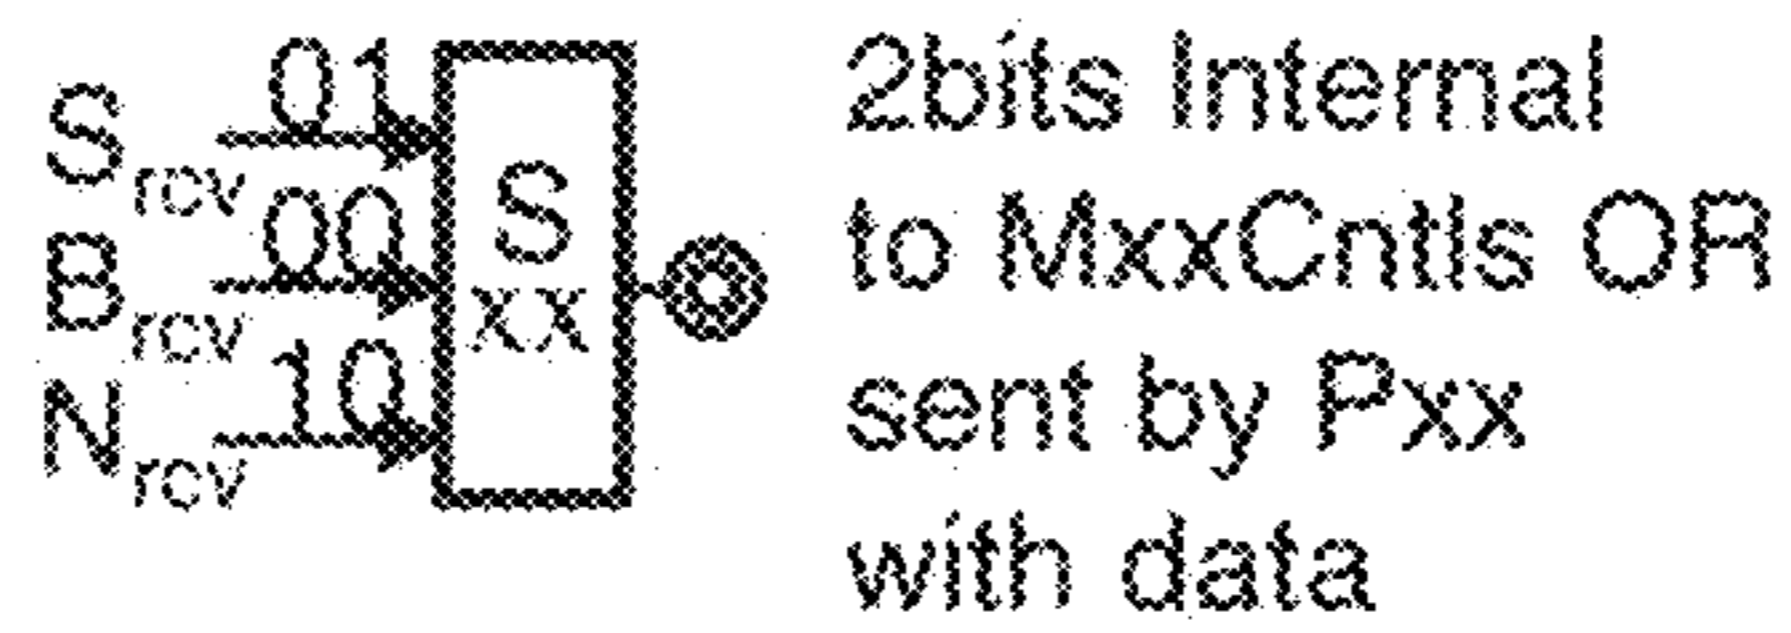 01
S rcv
00
B rcv
10
N rcv
S
xx
2bits Internal
to MxxCntls OR
sent by Pxx
with data